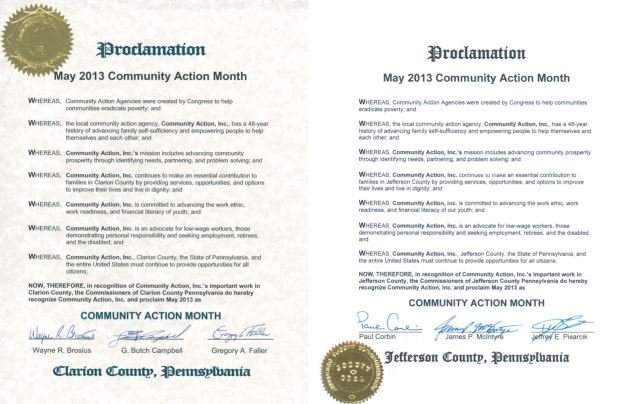 Proclamation
May 2013 Community Action Month
WHEREAS, Community Action Agencies were created by Congress to help
communities eradicate poverty; and
WHEREAS, the local community action agency, Community Action, Inc., has a 48-year
history of advancing family self-sufficiency and empowering people to help
themselves and each other; and
WHEREAS, Community Action, Inc.'s mission includes advancing community
prosperity through identifying needs, partnering, and problem solving; and
WHEREAS, Community Action, Inc. continues to make an essential contribution to
families in Clarion County by providing services, opportunities, and options
to improve their lives and live in dignity; and
WHEREAS, Community Action, Inc. is committed to advancing the work ethic,
work readiness, and financial literacy of youth; and
WHEREAS, Community Action, Inc. is an advocate for low-wage workers, those
demonstrating personal responsibility and seeking employment, retirees,
and the disabled; and
WHEREAS, Community Action, Inc., Clarion County, the State of Pennsylvania, and
the entire United States must continue to provide opportunities for all
citizens;
NOW, THEREFORE, in recognition of Community Action, Inc.'s important work in
Clarion County, the Commissioners of Clarion County Pennsylvania do hereby
recognize Community Action, Inc. and proclaim May 2013 as
COMMUNITY ACTION MONTH
Wayne R. Brosius
Wayne R. Brosius G. Butch Campbell Gregory A. Faller
Clarion County, Pennsylvania
Proclamation
May 2013 Community Action Month
WHEREAS, Community Action Agencies were created by Congress to help communities
eradicate poverty; and
WHEREAS, the local community action agency, Community Action, Inc., has a 48-year
history of advancing family self-sufficiency and empowering people to help themselves and
each other; and
WHEREAS, Community Action, Inc.'s mission includes advancing community prosperity
through identifying needs, partnering, and problem solving; and
WHEREAS, Community Action, Inc. continues to make an essential contribution to
families in Jefferson County by providing services, opportunities, and options to improve
their lives and live in dignity; and
WHEREAS, Community Action, Inc. is committed to advancing the work ethic, work
readiness, and financial literacy of our youth; and
WHEREAS, Community Action, Inc. is an advocate for low-wage workers, those
demonstrating personal responsibility and seeking employment, retirees, and the disabled
and
WHEREAS, Community Action, Inc., Jefferson County, the State of Pennsylvania, and
the entire United States must continue to provide opportunities for all citizens;
NOW, THEREFORE, in recognition of Community Action, Inc.'s important work in
Jefferson County, the Commissioners of Jefferson County Pennsylvania do hereby
recognize Community Action, Inc. and proclaim May 2013 as
COMMUNITY ACTION MONTH
Paul Corbin James P. McIntyre Jeffrey E. Pisarcik
Jefferson County, Pennsylvania